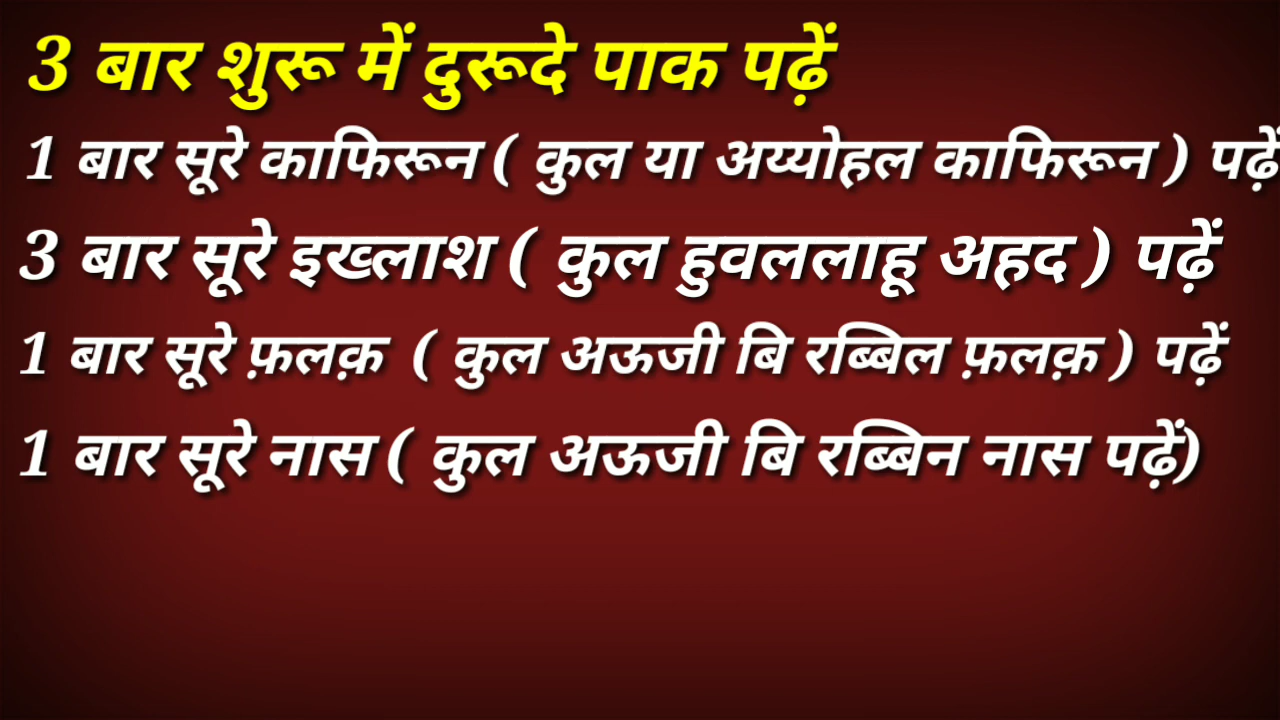 3 बार शुरू में दुरूदे पाक पढ़ें
1 बार सूरे काफिरून ( कुल या अय्योहल काफिरून ) पढ़ें
3 बार सूरे इख्लाश ( कुल हुवललाहू अहद ) पढ़ें
1 बार सूरे फ़लक़ ( कुल अऊजी बि रब्बिल फ़लक़ ) पढ़ें
1 बार सूरे नास ( कुल अऊजी बि रब्बिन नास पढ़ें)